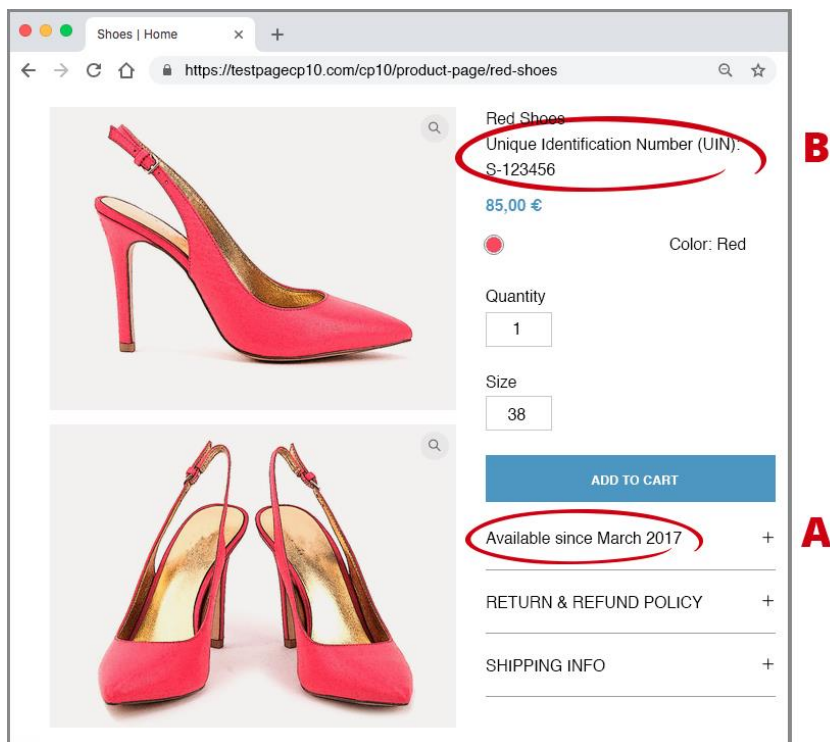 Shoes | Home
https://testpagecp10.com/cp10/product-page/red-shoes
Red Shoes
Unique Identification Number (UIN):
S-123456
B
85,00 €
Color: Red
Quantity
1
Size
38
ADD TO CART
Available since March 2017 +
A
RETURN & REFUND POLICY +
SHIPPING INFO +